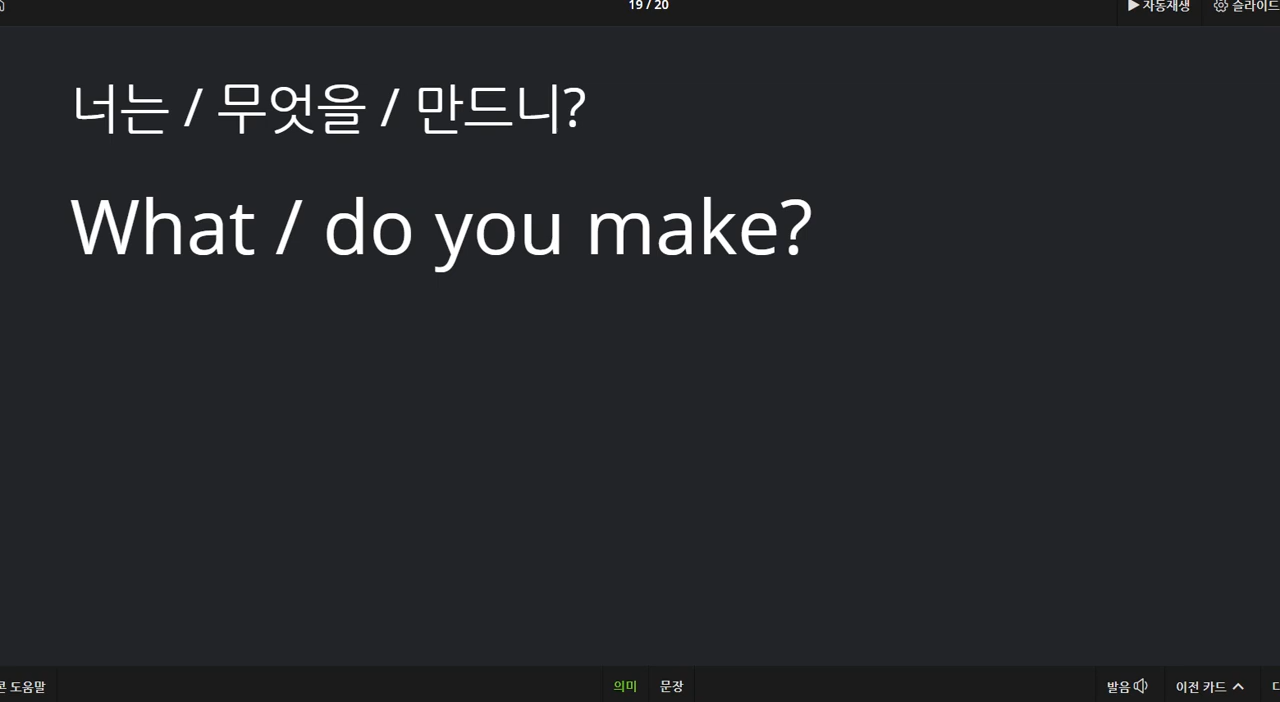 19 / 20
▶ 자동재생
슬라이드
너는 / 무엇을 / 만드니?
What / do you make?
도움말
의미
문장
발음
이전 카드